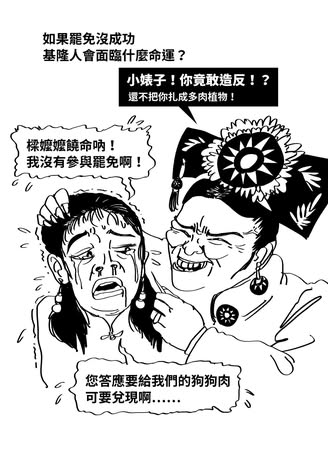 如果罷免沒成功
基隆人會面臨什麼命運？
小婊子！你竟敢造反！？
還不把你扎成多肉植物！
樑嬤嬤饒命吶！
我沒有參與罷免啊！
您答應要給我們的狗狗肉
可要兌現啊……